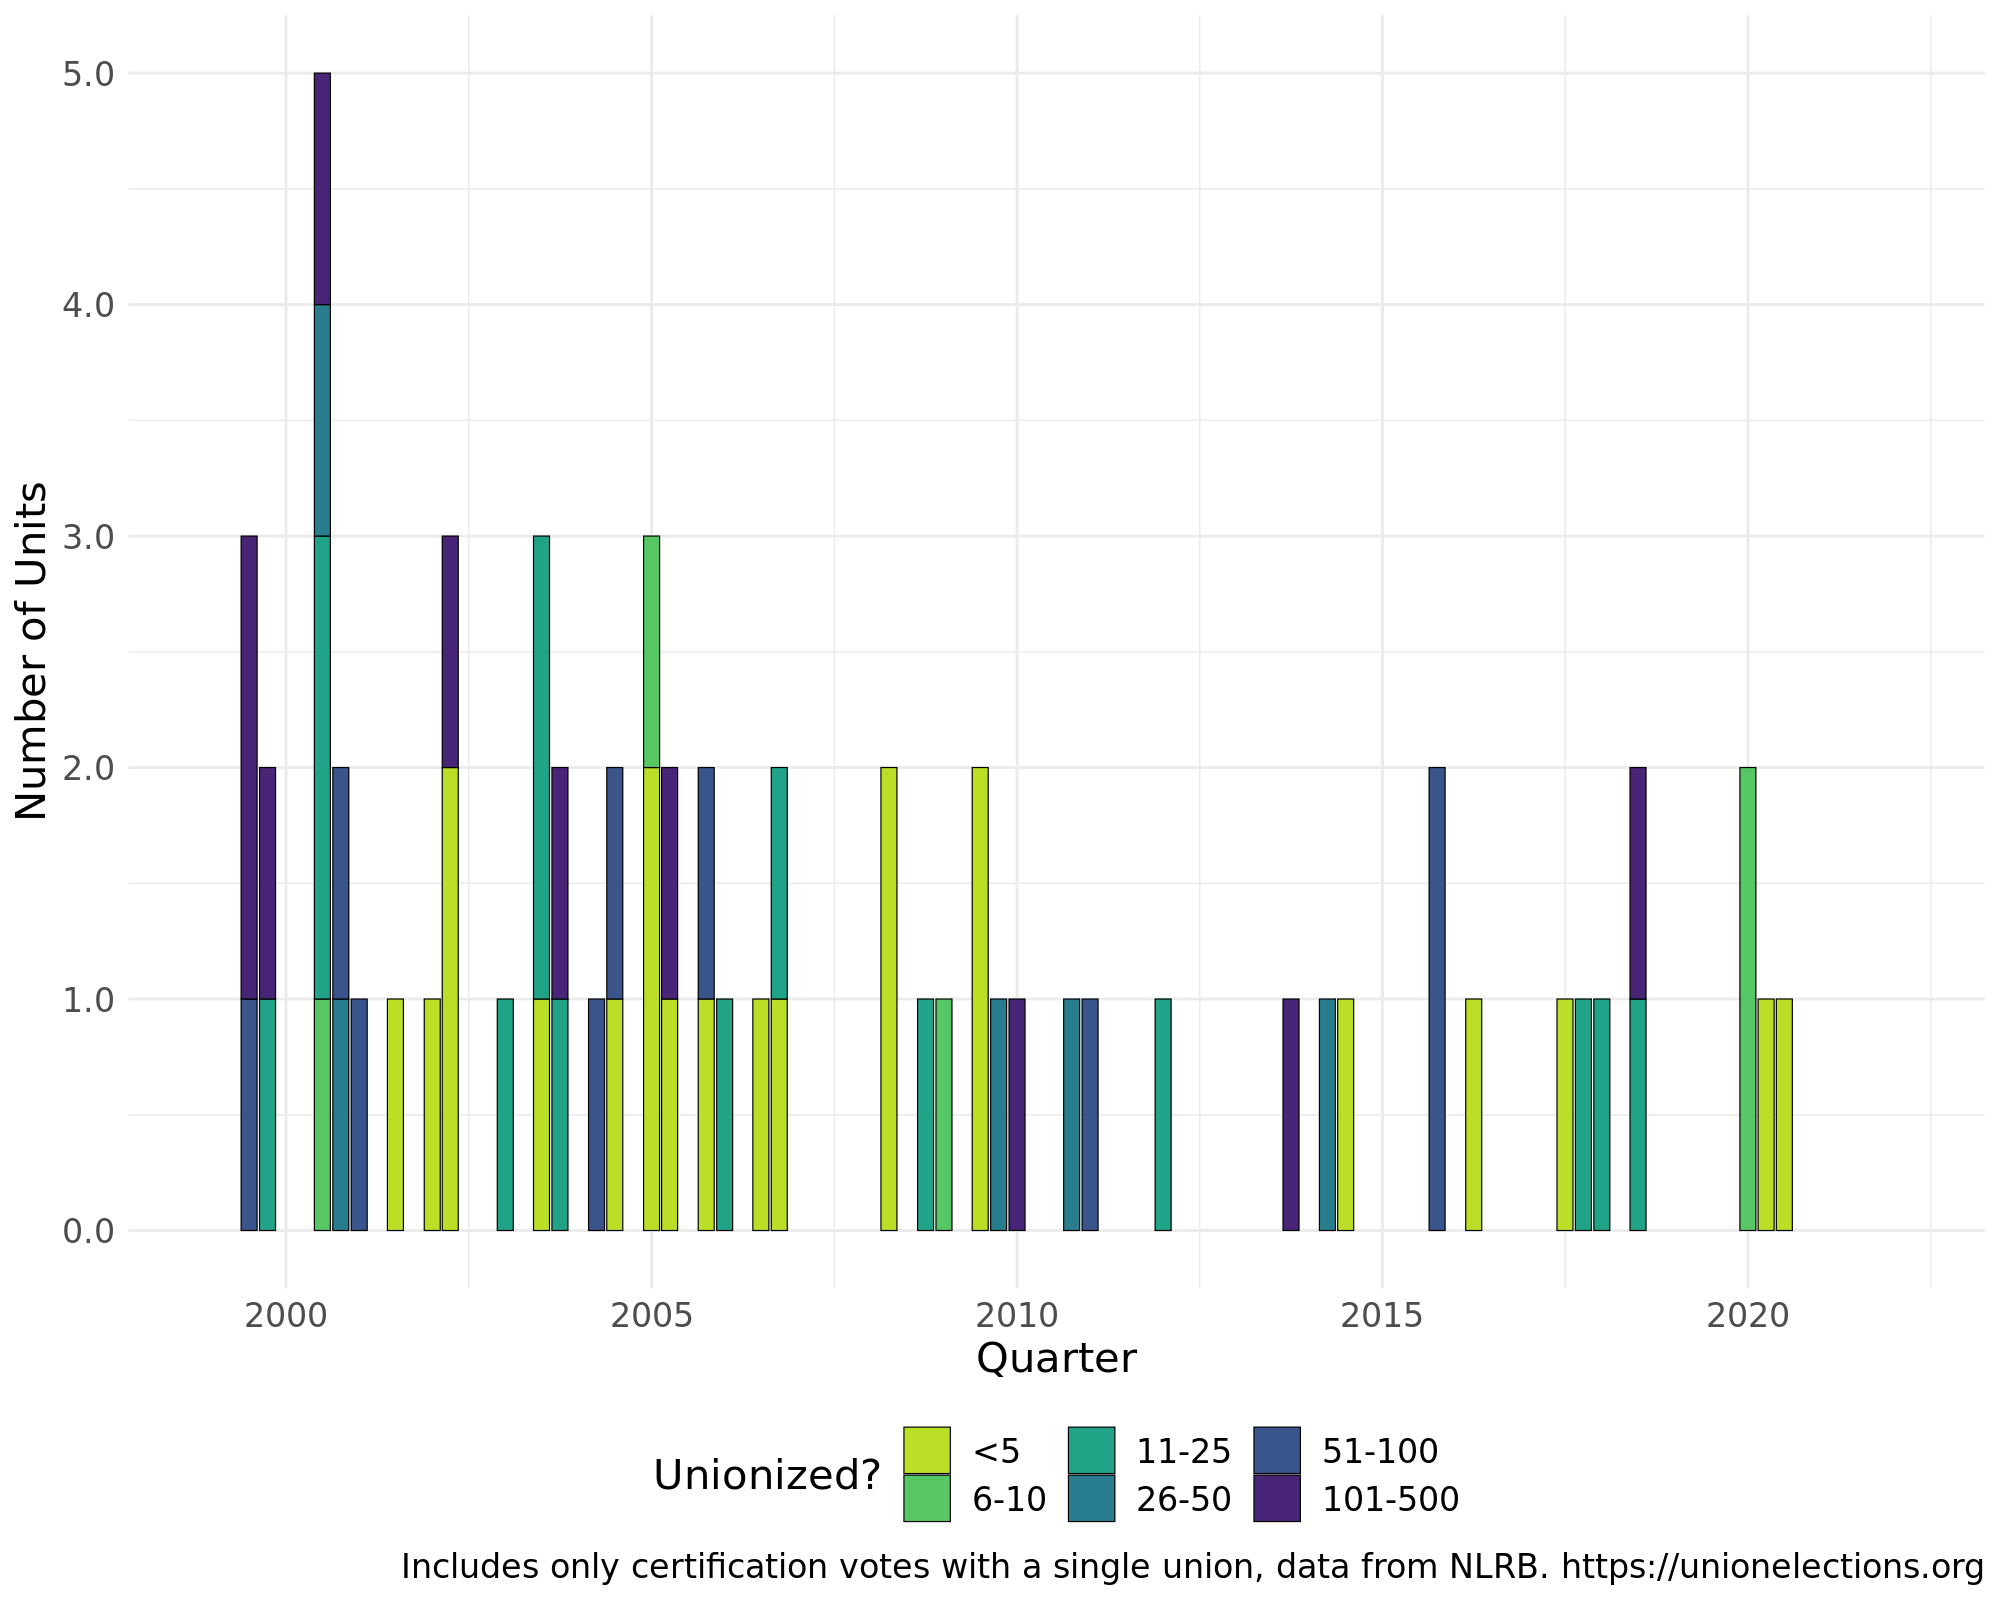 5.0
4.0
3.0
2.0
1.0
0.0
Number of Units
2000 2005 2010 2015 2020
Quarter
Unionized?
<5 11-25 51-100
6-10 26-50 101-500
Includes only certification votes with a single union, data from NLRB. https://unionelections.org